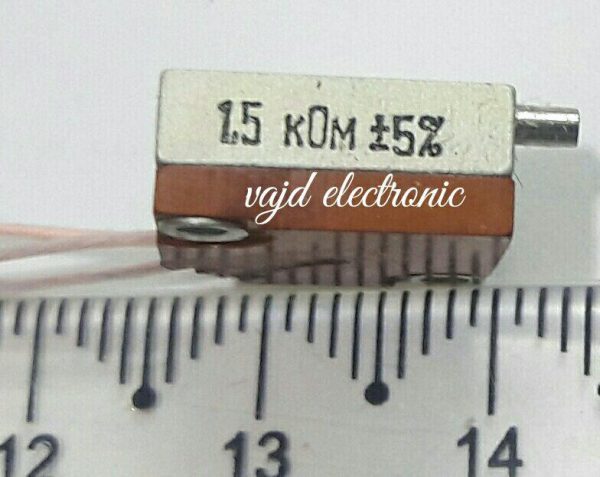 1.5 кОм ±5%
vajd electronic
12 13 14